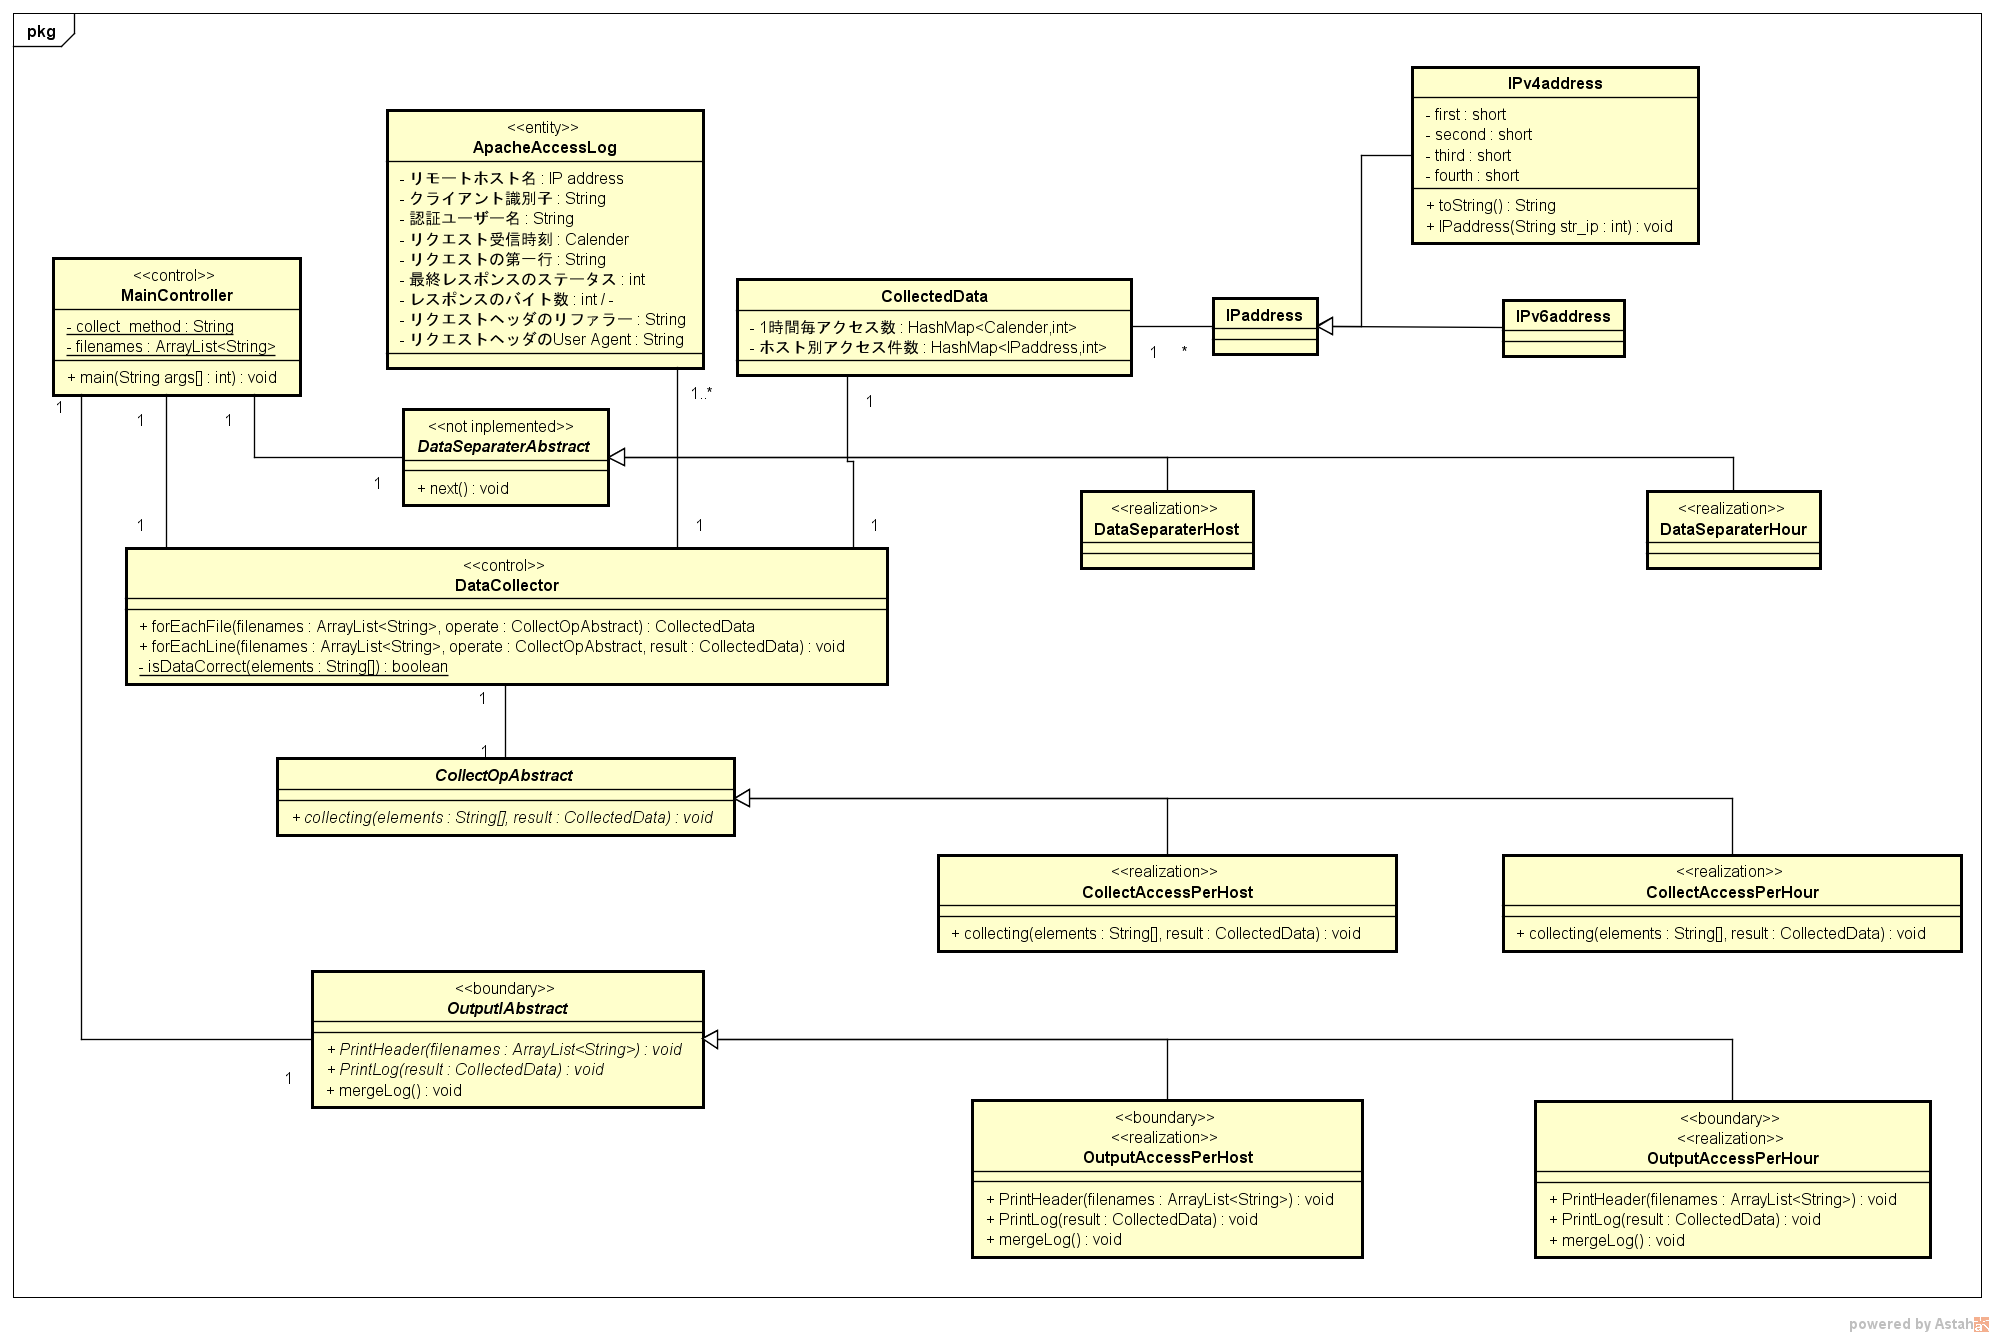 pkg
IPv4address
- first : short
- second : short
- third : short
- fourth : short
+ toString() : String
+ IPaddress(String str_ip : int) : void
<<entity>>
ApacheAccessLog
- リモートホスト名 : IP address
- クライアント識別子 : String
- 認証ユーザー名 : String
- リクエスト受信時刻 : Calender
- リクエストの第一行 : String
- 最終レスポンスのステータス : int
- レスポンスのバイト数 : int / -
- リクエストヘッダのリファラー : String
- リクエストヘッダのUser Agent : String
<<control>>
MainController
- collect_method : String
- filenames : ArrayList<String>
+ main(String args[] : int) : void
CollectedData
- 1時間毎アクセス数 : HashMap<Calender,int>
- ホスト別アクセス件数 : HashMap<IPaddress,int>
IPaddress
IPv6address
1
*
1..*
1
1
1
1
<<not inplemented>>
DataSeparaterAbstract
+ next() : void
1
<<realization>>
DataSeparaterHost
<<realization>>
DataSeparaterHour
1
1
1
<<control>>
DataCollector
+ forEachFile(filenames : ArrayList<String>, operate : CollectOpAbstract) : CollectedData
+ forEachLine(filenames : ArrayList<String>, operate : CollectOpAbstract, result : CollectedData) : void
- isDataCorrect(elements : String[]) : boolean
1
1
CollectOpAbstract
+ collecting(elements : String[], result : CollectedData) : void
<<realization>>
CollectAccessPerHost
+ collecting(elements : String[], result : CollectedData) : void
<<realization>>
CollectAccessPerHour
+ collecting(elements : String[], result : CollectedData) : void
<<boundary>>
OutputIAbstract
+ PrintHeader(filenames : ArrayList<String>) : void
+ PrintLog(result : CollectedData) : void
+ mergeLog() : void
1
<<boundary>>
<<realization>>
OutputAccessPerHost
+ PrintHeader(filenames : ArrayList<String>) : void
+ PrintLog(result : CollectedData) : void
+ mergeLog() : void
<<boundary>>
<<realization>>
OutputAccessPerHour
+ PrintHeader(filenames : ArrayList<String>) : void
+ PrintLog(result : CollectedData) : void
+ mergeLog() : void
powered by Astah